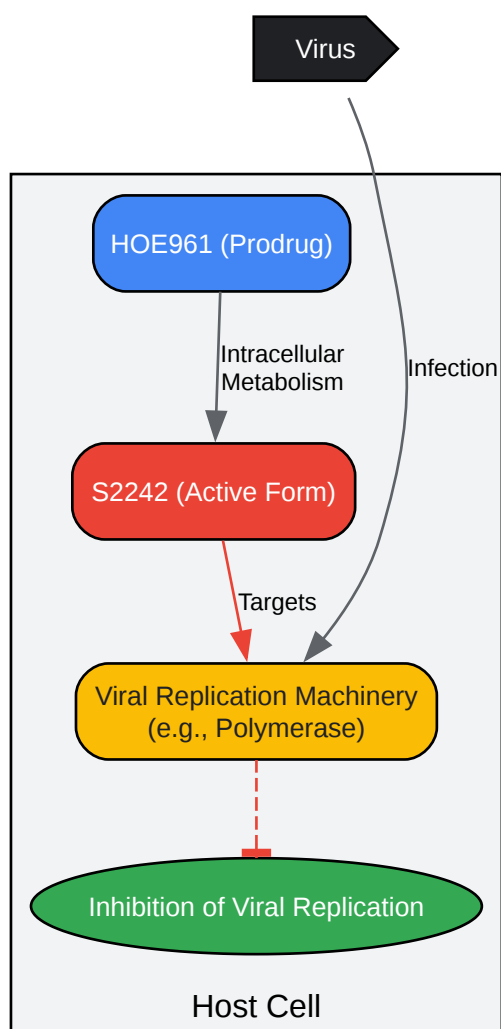 Virus
HOE961 (Prodrug)
Intracellular
Metabolism
Infection
S2242 (Active Form)
Targets
Viral Replication Machinery
(e.g., Polymerase)
Inhibition of Viral Replication
Host Cell